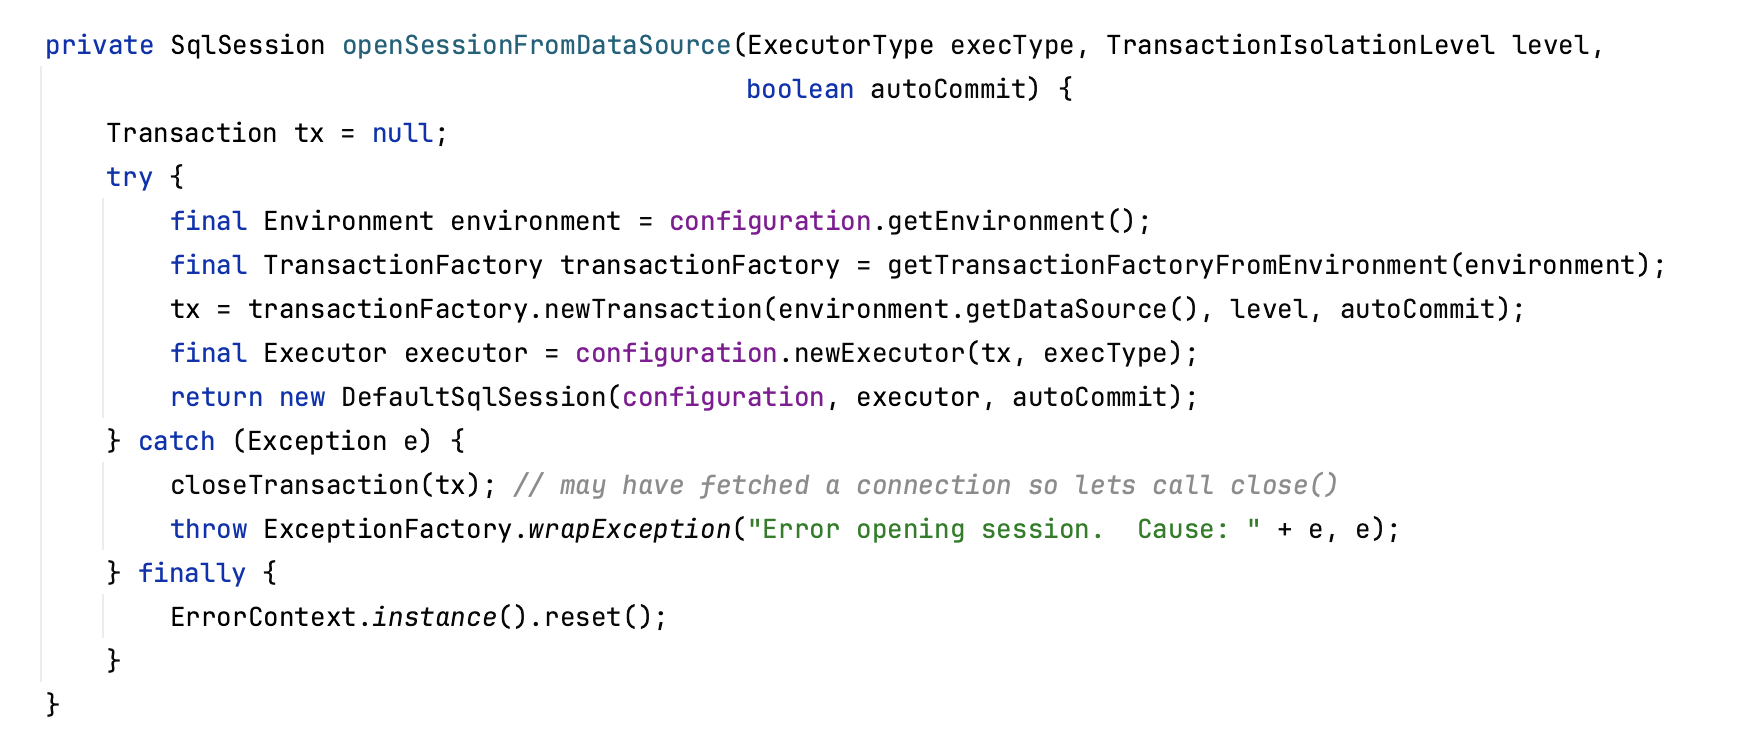 private SqlSession openSessionFromDataSource(ExecutorType execType, TransactionIsolationLevel level,
                                             boolean autoCommit) {
    Transaction tx = null;
    try {
        final Environment environment = configuration.getEnvironment();
        final TransactionFactory transactionFactory = getTransactionFactoryFromEnvironment(environment);
        tx = transactionFactory.newTransaction(environment.getDataSource(), level, autoCommit);
        final Executor executor = configuration.newExecutor(tx, execType);
        return new DefaultSqlSession(configuration, executor, autoCommit);
    } catch (Exception e) {
        closeTransaction(tx); // may have fetched a connection so lets call close()
        throw ExceptionFactory.wrapException("Error opening session.  Cause: " + e, e);
    } finally {
        ErrorContext.instance().reset();
    }
}